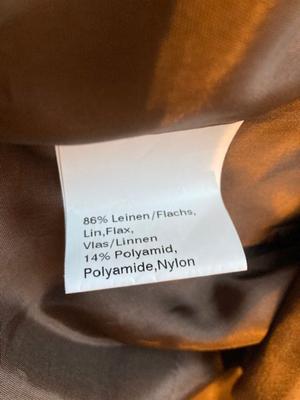 86% Leinen/Flachs,
Lin,Flax,
Vlas/Linnen
14% Polyamid,
Polyamide,Nylon